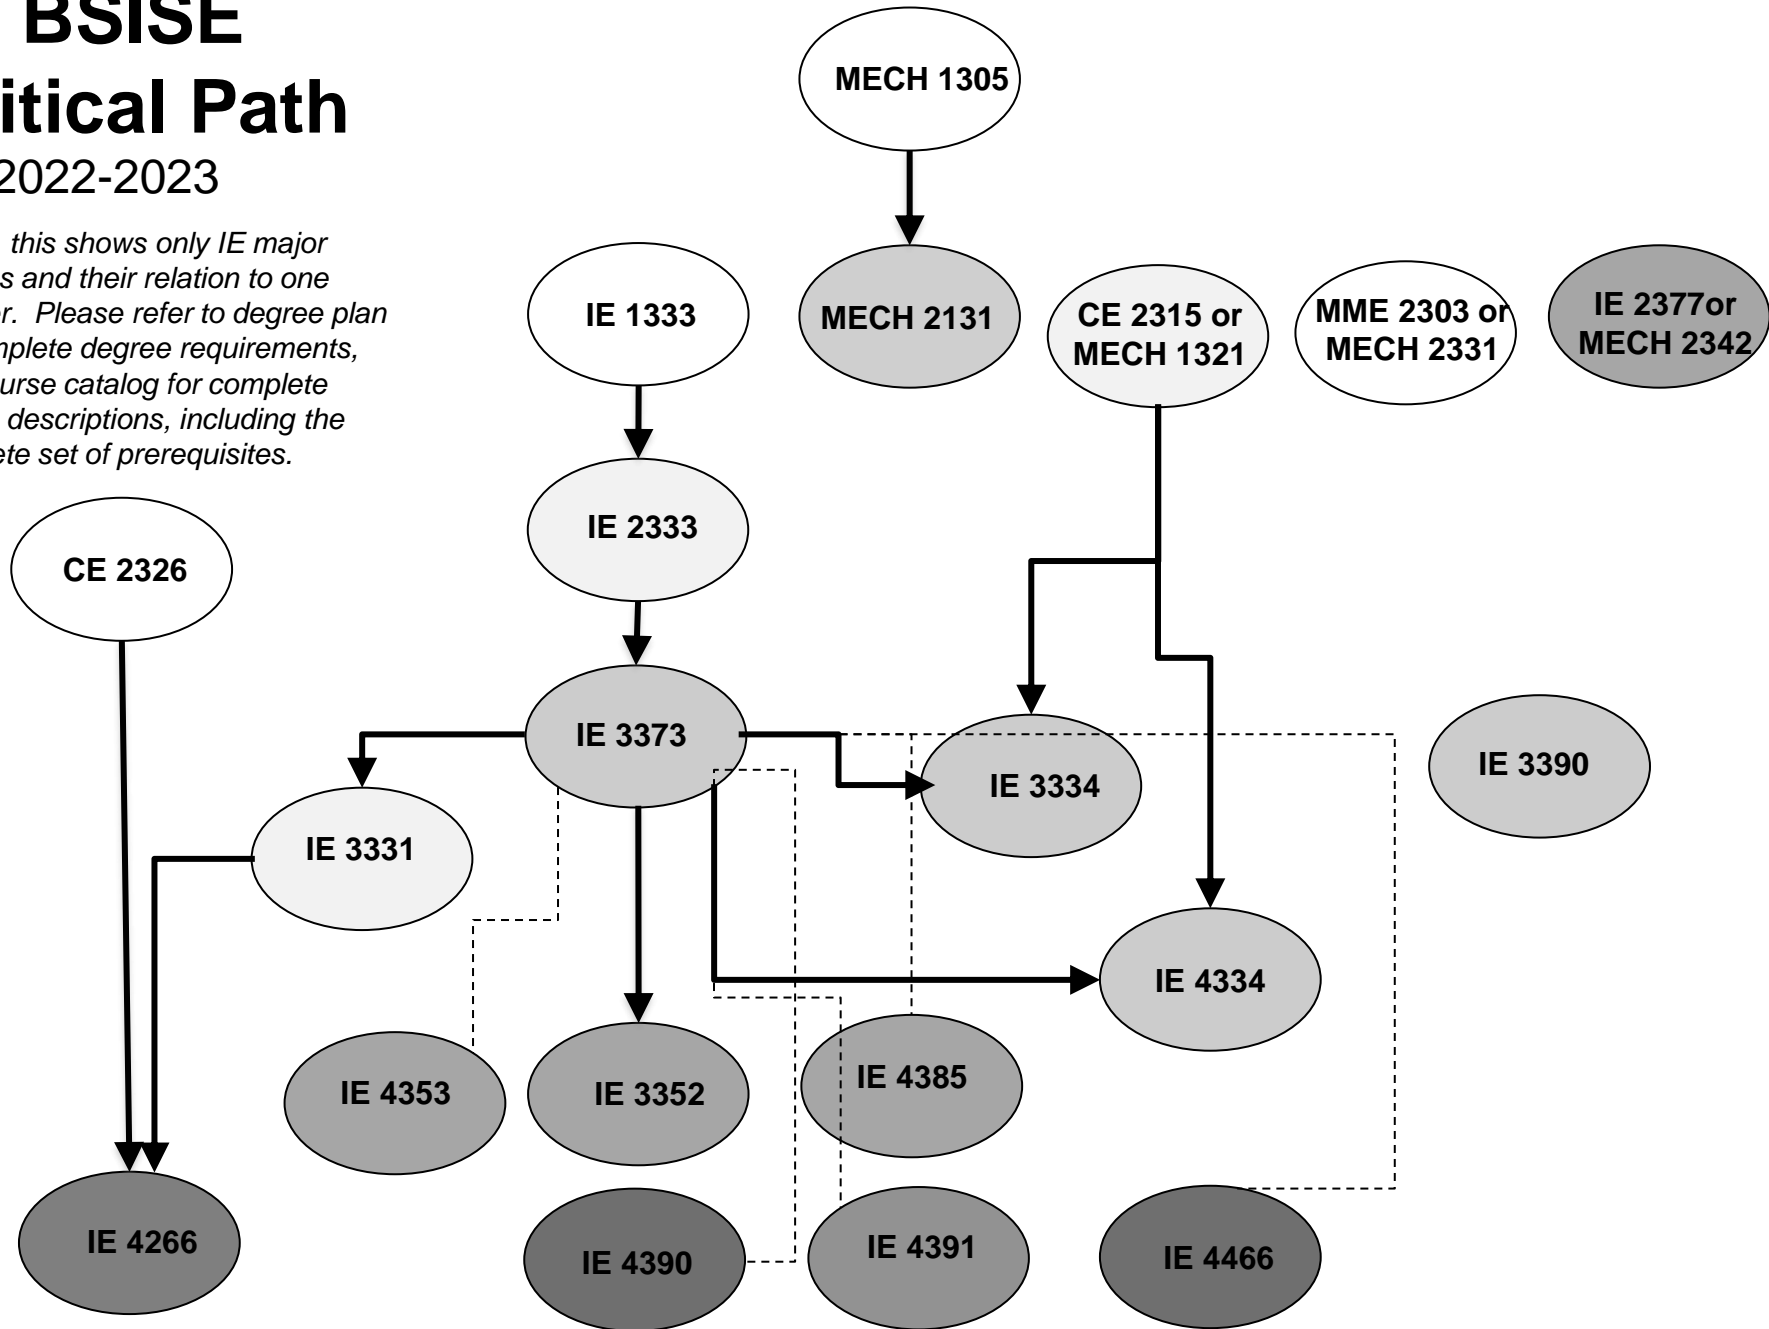 BSISE
itical Path
2022-2023
, this shows only IE major
s and their relation to one
r. Please refer to degree plan
mplete degree requirements,
urse catalog for complete
descriptions, including the
ete set of prerequisites.
MECH 1305
IE 1333
MECH 2131
CE 2315 or
MECH 1321
MME 2303 or
MECH 2331
IE 2377or
MECH 2342
IE 2333
CE 2326
IE 3373
IE 3334
IE 3390
IE 3331
IE 4334
IE 4353
IE 3352
IE 4385
IE 4266
IE 4390
IE 4391
IE 4466